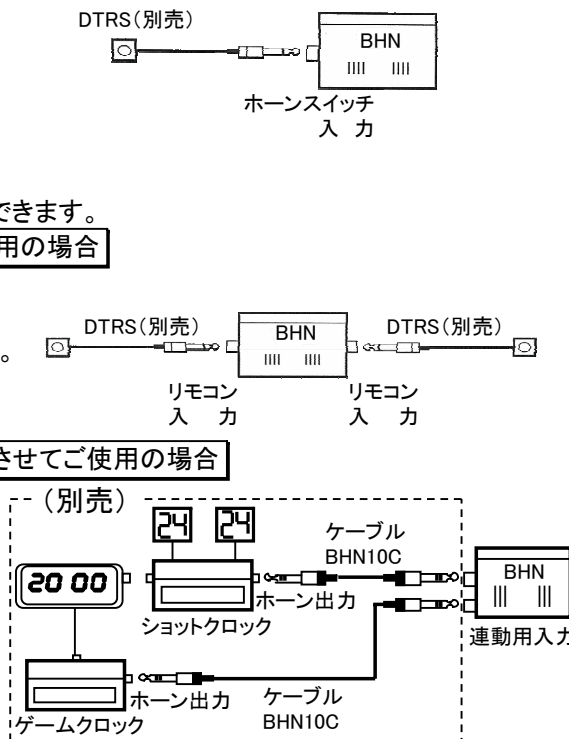 DTRS(別売)
BHN
ホーンスイッチ
入 力
できます。
用の場合
DTRS(別売)
BHN
DTRS(別売)
。
リモコン
入 力
リモコン
入 力
させてご使用の場合
(別売)
24
24
ケーブル
BHN10C
20 00
BHN
ホーン出力
ショットクロック
連動用入力
ホーン出力
ケーブル
BHN10C
ゲームクロック